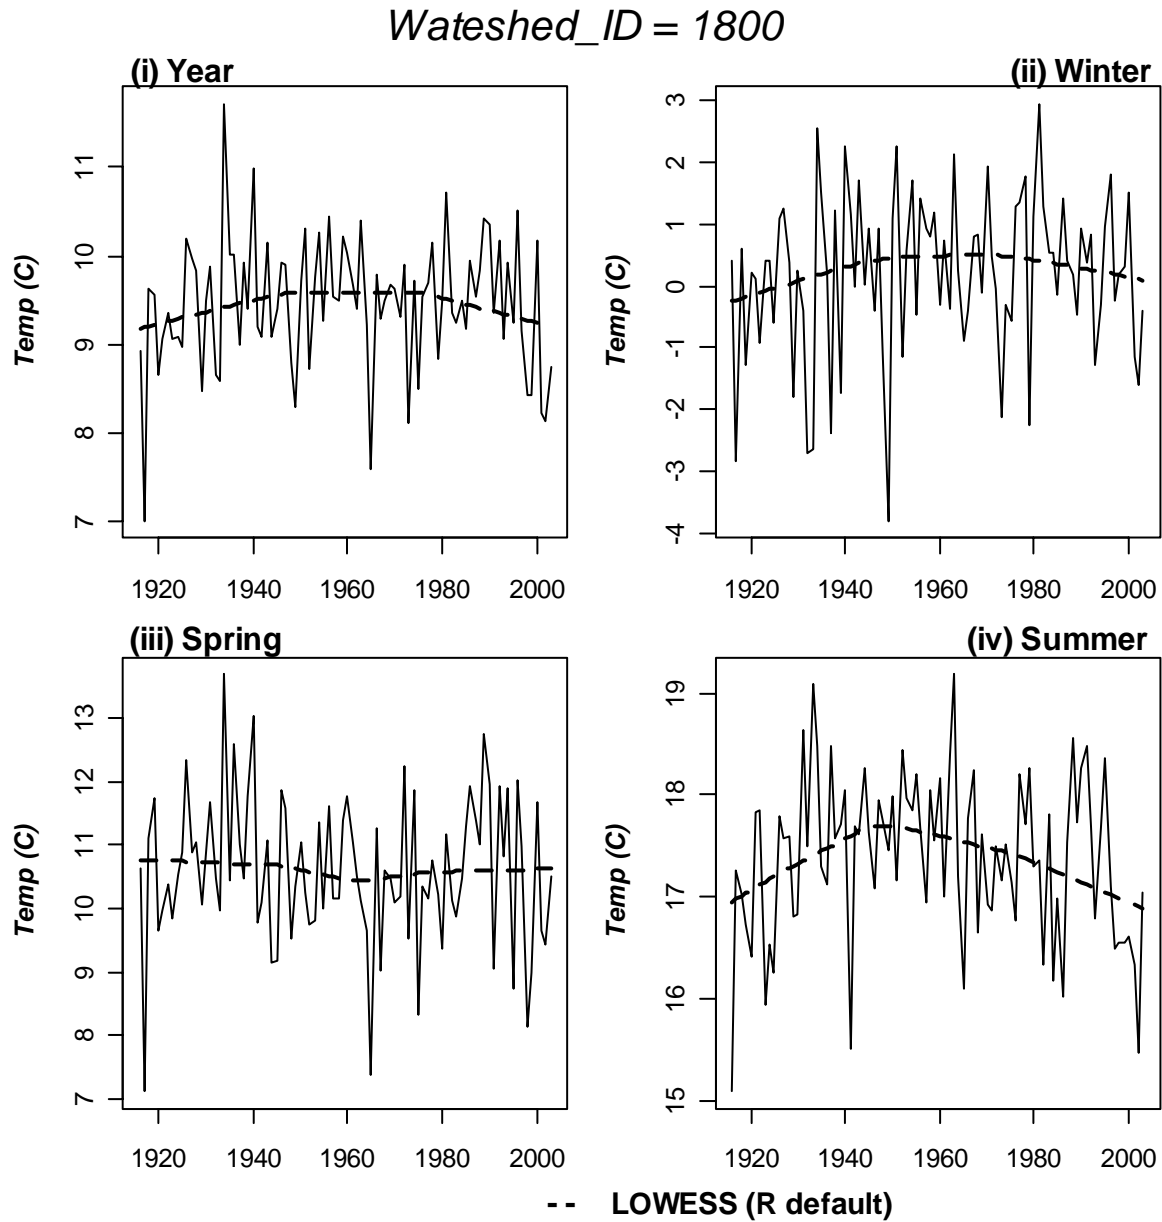 Wateshed_ID = 1800
(i) Year
Temp (C)
7 8 9 10 11
1920 1940 1960 1980 2000
(ii) Winter
Temp (C)
-4 -3 -2 -1 0 1 2 3
1920 1940 1960 1980 2000
(iii) Spring
Temp (C)
7 8 9 10 11 12 13
1920 1940 1960 1980 2000
(iv) Summer
Temp (C)
15 16 17 18 19
1920 1940 1960 1980 2000
- - LOWESS (R default)